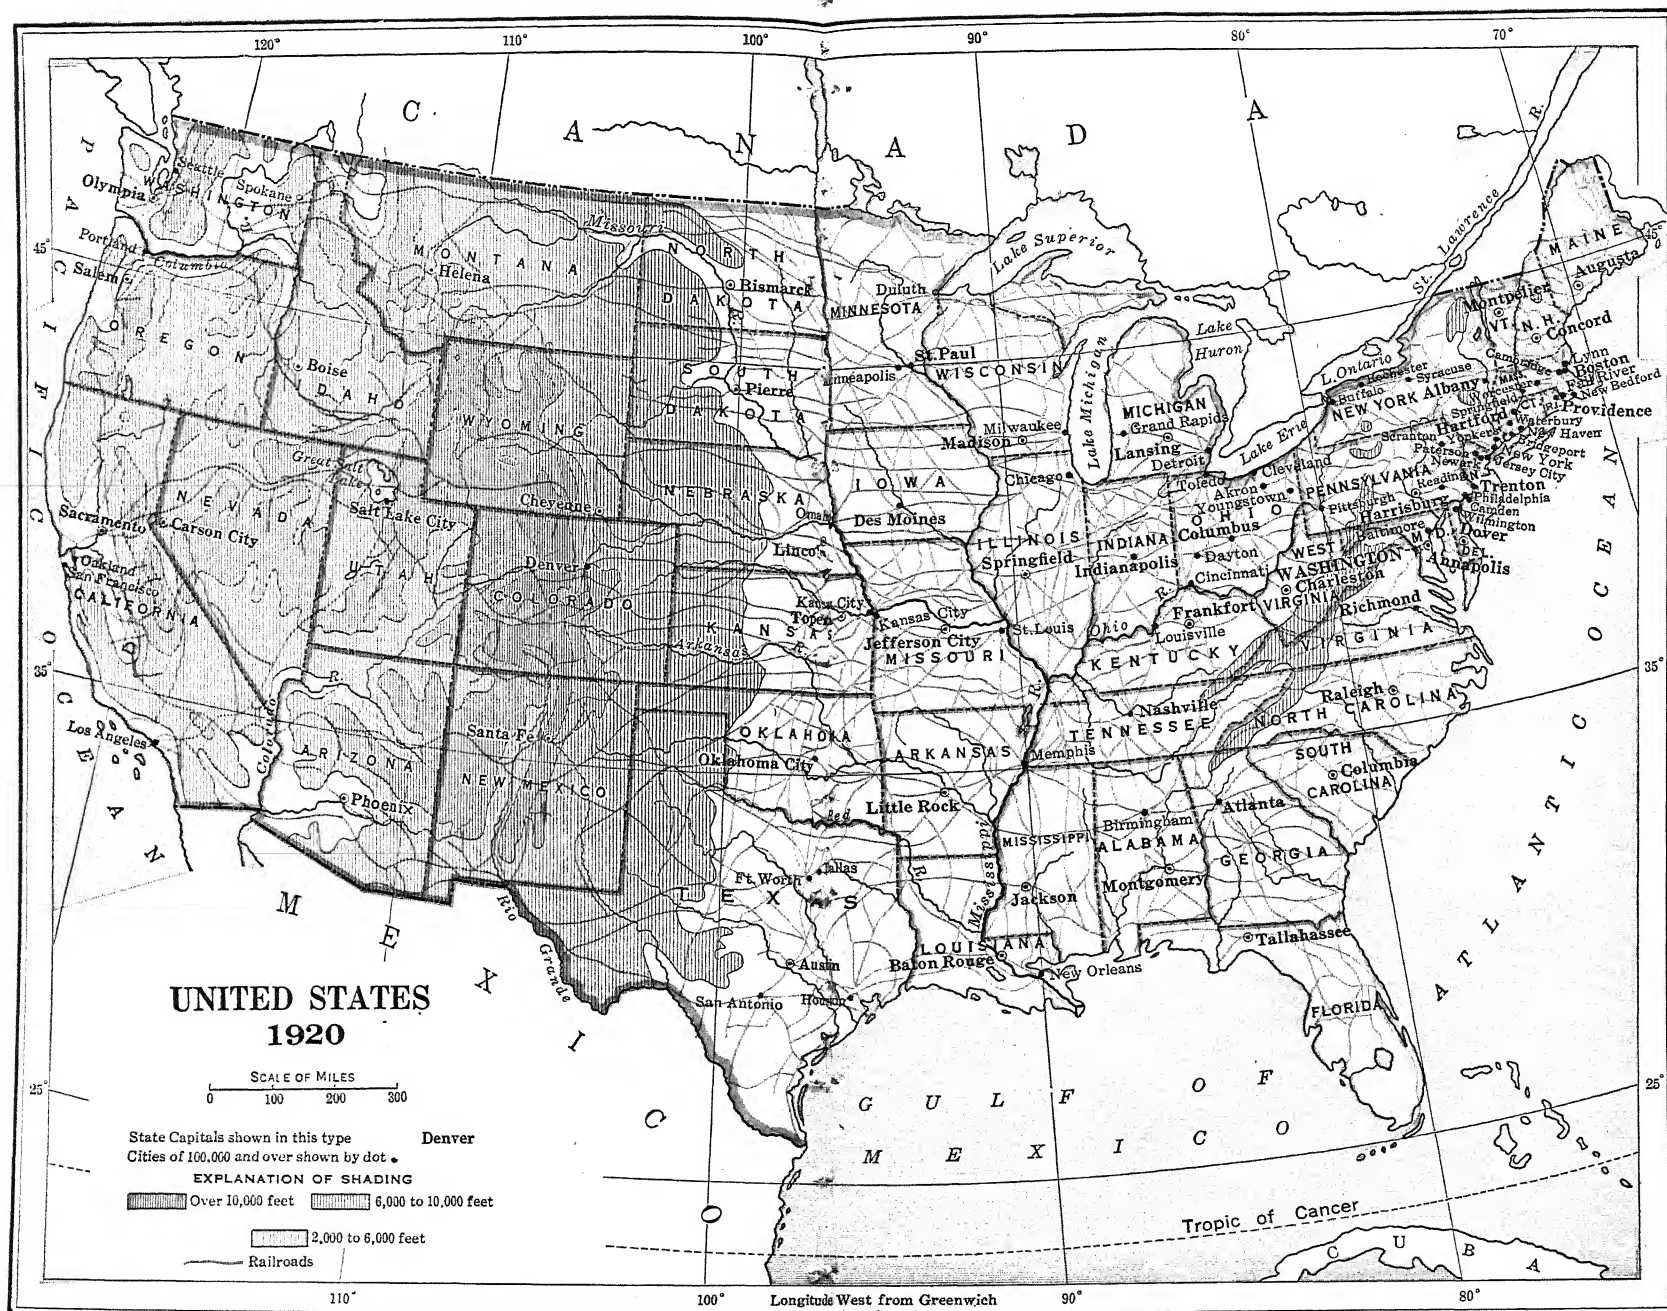 120°
110°
100°
90°
80°
70°
C A N A D A
PACIFIC OCEAN
ATLANTIC OCEAN
MEXICO
GULF OF
MEXICO
CUBA
Tropic of Cancer
45°
35°
25°
45°
35°
25°
Seattle
Spokane
Olympia
WASHINGTON
Portland
Columbia
Salem
OREGON
MONTANA
Helena
Missouri
Boise
IDAHO
WYOMING
Cheyenne
Great Salt
Lake
Salt Lake City
NEVADA
Carson City
Sacramento
Oakland
San Francisco
CALIFORNIA
Los Angeles
UTAH
Denver
COLORADO
Colorado
R.
ARIZONA
Phoenix
Santa Fe
NEW MEXICO
NORTH
DAKOTA
Bismarck
SOUTH
DAKOTA
Pierre
NEBRASKA
Omaha
KANSAS
Arkansas
R.
Kansas City
OKLAHOMA
Oklahoma City
Red
R.
TEXAS
Ft. Worth
Dallas
Austin
San Antonio
Houston
Rio
Grande
Duluth
MINNESOTA
St. Paul
WISCONSIN
Milwaukee
Madison
IOWA
Des Moines
Chicago
ILLINOIS
Springfield
Kansas City
Jefferson City
St. Louis
MISSOURI
ARKANSAS
Little Rock
Memphis
Mississippi
R.
LOUISIANA
Baton Rouge
New Orleans
MISSISSIPPI
Jackson
Birmingham
ALABAMA
Montgomery
Atlanta
GEORGIA
Tallahassee
FLORIDA
Lake Superior
Lake Michigan
Lake
Huron
Lake Erie
L. Ontario
St. Lawrence
R.
MICHIGAN
Grand Rapids
Lansing
Detroit
Toledo
Cleveland
Akron
Youngstown
OHIO
Columbus
Dayton
Cincinnati
INDIANA
Indianapolis
Ohio
R.
Frankfort
Louisville
KENTUCKY
Nashville
TENNESSEE
WEST
VIRGINIA
Charleston
WASHINGTON
Richmond
VIRGINIA
Raleigh
NORTH CAROLINA
SOUTH
CAROLINA
Columbia
PENNSYLVANIA
Pittsburgh
Harrisburg
Reading
Scranton
Baltimore
MD.
DEL.
Dover
Annapolis
Wilmington
Camden
Philadelphia
Trenton
N.J.
Jersey City
Newark
Paterson
New York
Yonkers
Bridgeport
New Haven
Waterbury
Hartford
CT.
R.I.
Providence
NEW YORK
Albany
Buffalo
Rochester
Syracuse
Springfield
Worcester
Cambridge
Lynn
Boston
Fall River
New Bedford
Montpelier
VT.
N.H.
Concord
MAINE
Augusta
UNITED STATES
1920
SCALE OF MILES
0 100 200 300
State Capitals shown in this type Denver
Cities of 100,000 and over shown by dot
EXPLANATION OF SHADING
Over 10,000 feet 6,000 to 10,000 feet
2,000 to 6,000 feet
Railroads
110°
100°
Longitude West from Greenwich
90°
80°